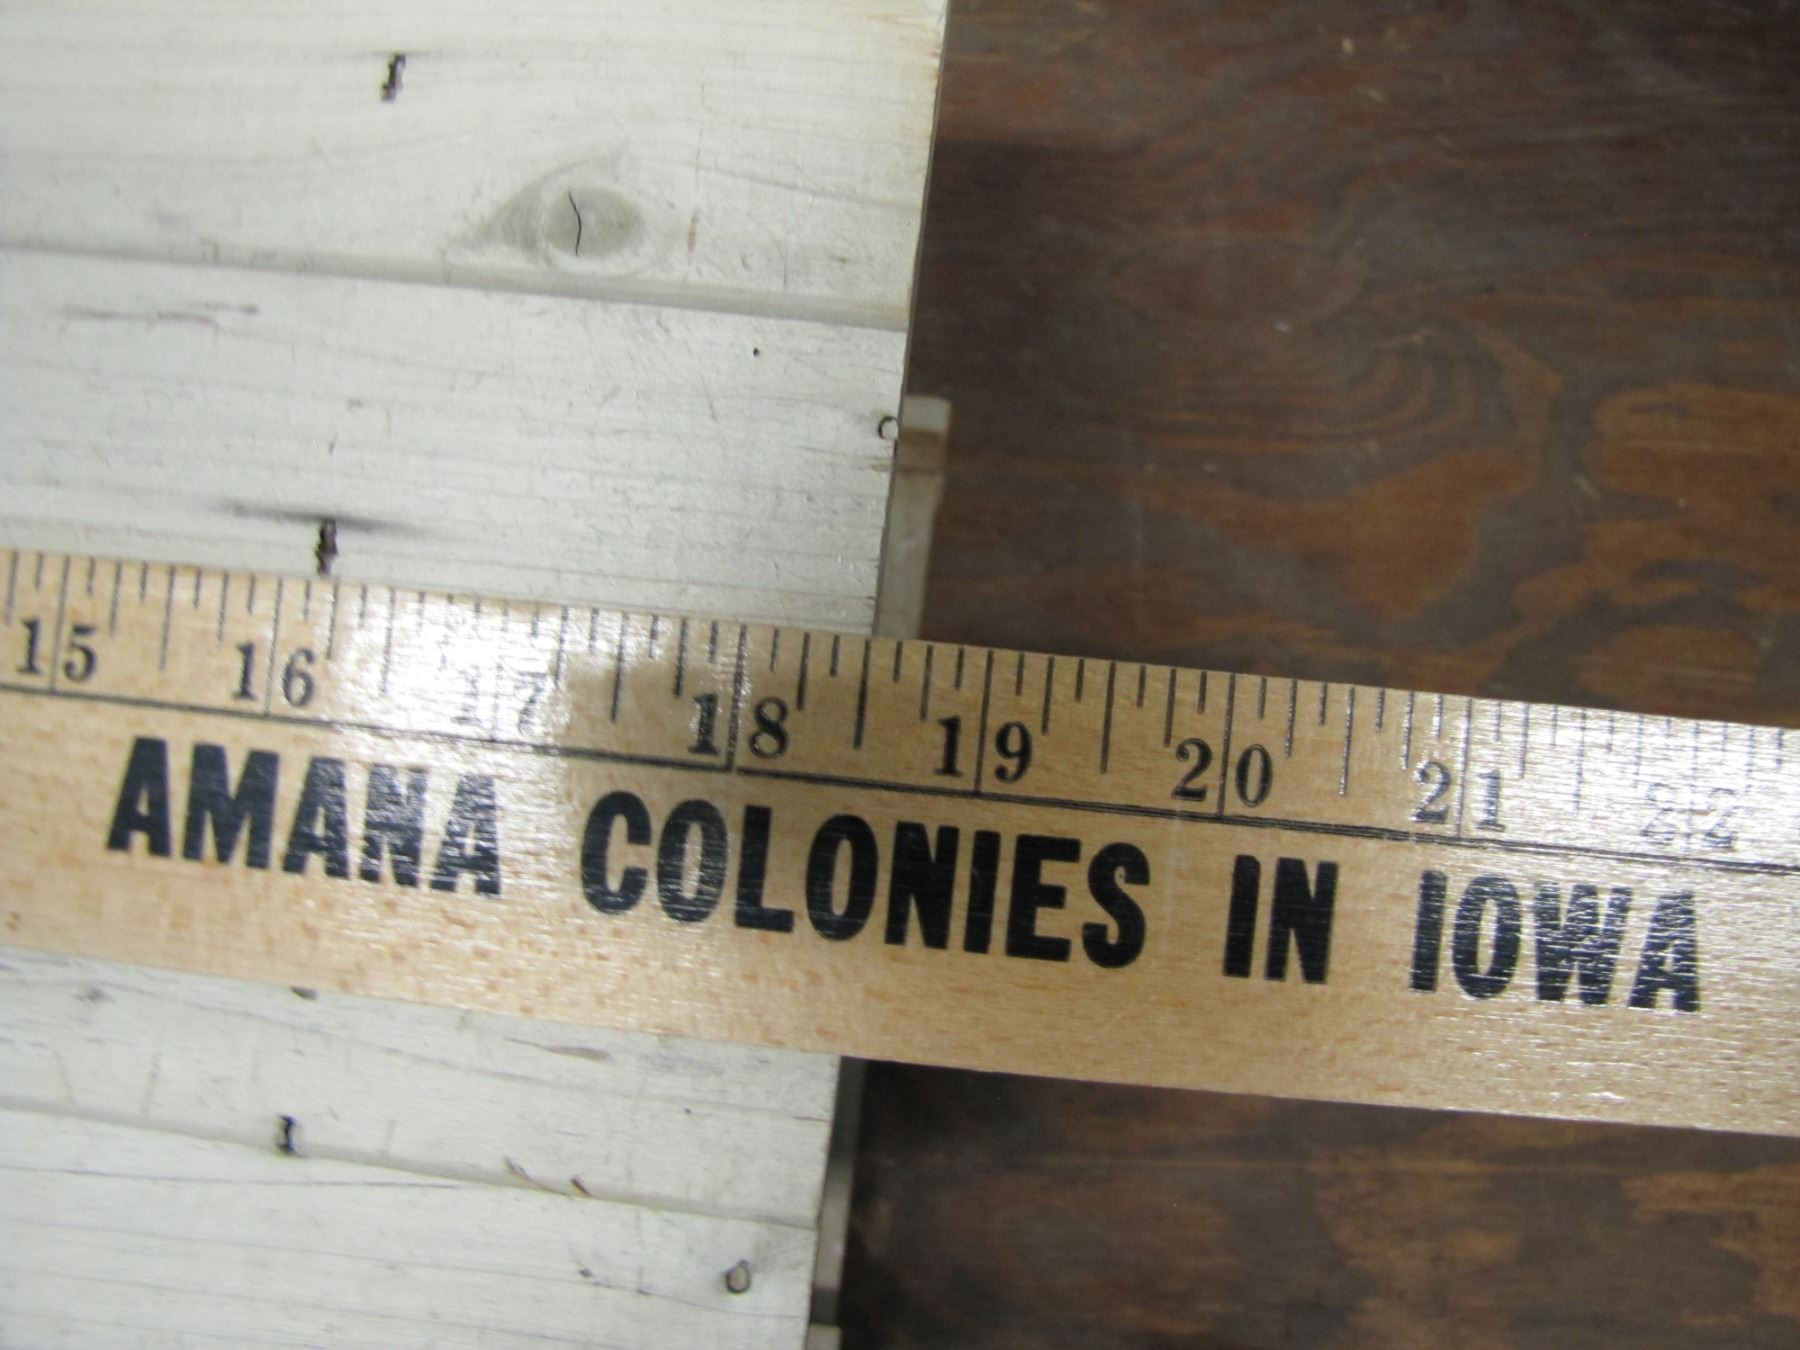 15 16 17 18 19 20 21 22
AMANA COLONIES IN IOWA